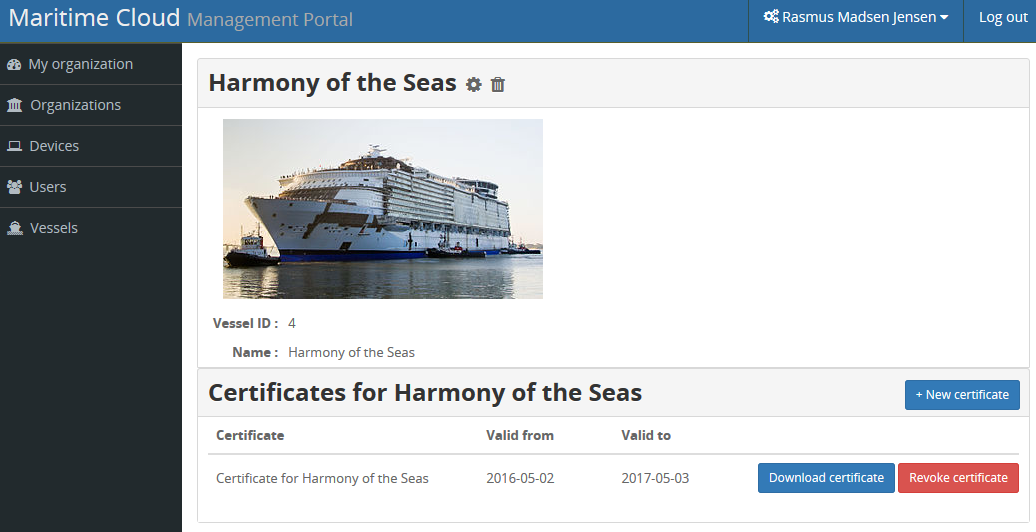 Maritime Cloud Management Portal
Rasmus Madsen Jensen
Log out
My organization
Organizations
Devices
Users
Vessels
Harmony of the Seas
Vessel ID : 4
Name : Harmony of the Seas
Certificates for Harmony of the Seas
+ New certificate
Certificate Valid from Valid to
Certificate for Harmony of the Seas 2016-05-02 2017-05-03 Download certificate Revoke certificate